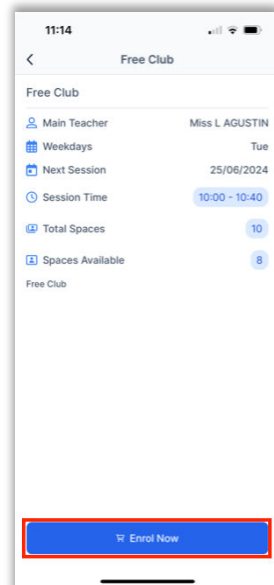 11:14
Free Club
Free Club
Main Teacher Miss L AGUSTIN
Weekdays Tue
Next Session 25/06/2024
Session Time 10:00 - 10:40
Total Spaces 10
Spaces Available 8
Free Club
Enrol Now